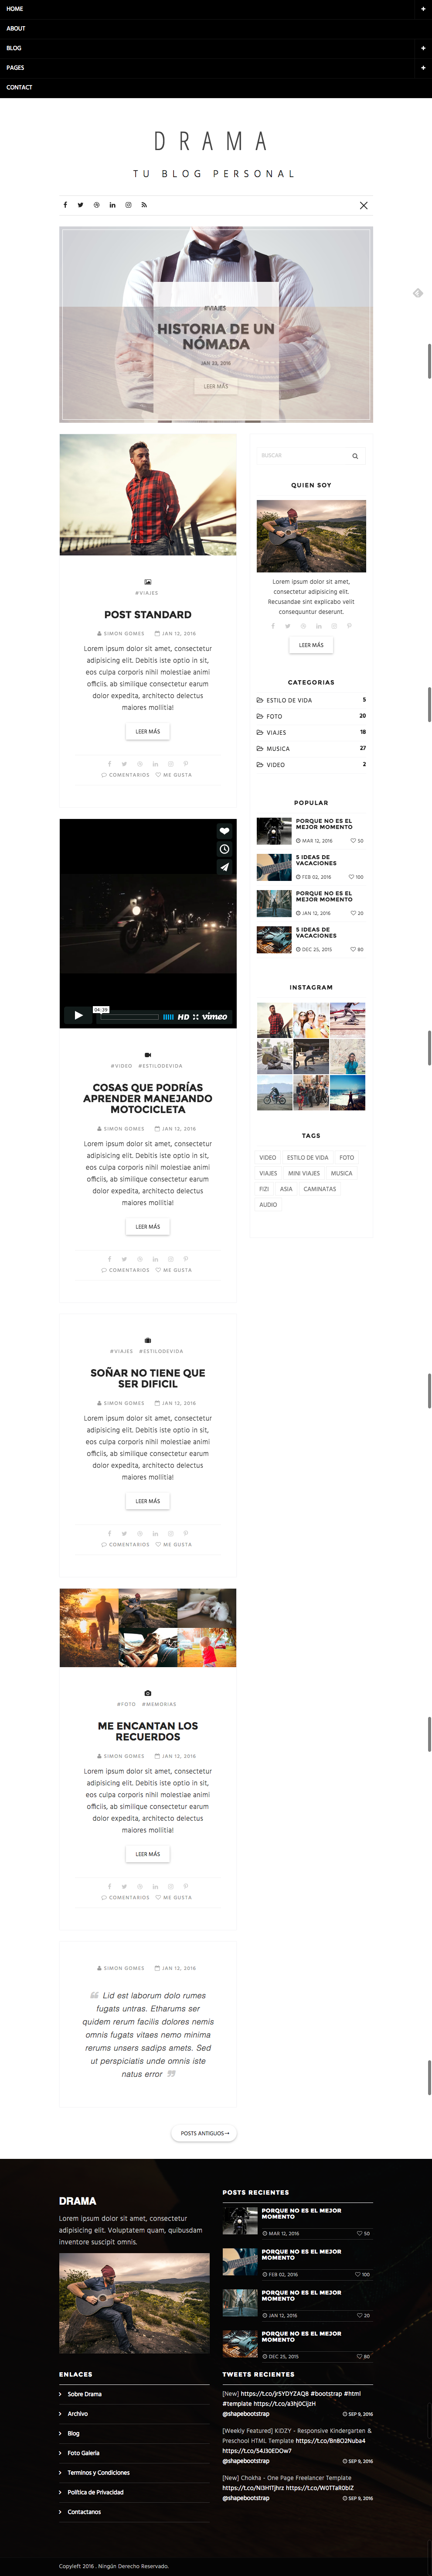 HOME
ABOUT
BLOG
PAGES
CONTACT
DRAMA
TU BLOG PERSONAL
#VIAJES
HISTORIA DE UN
NÓMADA
JAN 23, 2016
LEER MÁS
#VIAJES
POST STANDARD
SIMON GOMES JAN 12, 2016
Lorem ipsum dolor sit amet, consectetur
adipisicing elit. Debitis iste optio in sit,
eos culpa corporis nihil molestiae animi
officiis. ab similique consectetur earum
dolor expedita, architecto delectus
maiores mollitia!
LEER MÁS
COMENTARIOS ME GUSTA
04:39
HD vimeo
#VIDEO #ESTILODEVIDA
COSAS QUE PODRÍAS
APRENDER MANEJANDO
MOTOCICLETA
SIMON GOMES JAN 12, 2016
Lorem ipsum dolor sit amet, consectetur
adipisicing elit. Debitis iste optio in sit,
eos culpa corporis nihil molestiae animi
officiis, ab similique consectetur earum
dolor expedita, architecto delectus
maiores mollitia!
LEER MÁS
COMENTARIOS ME GUSTA
#VIAJES #ESTILODEVIDA
SOÑAR NO TIENE QUE
SER DIFICIL
SIMON GOMES JAN 12, 2016
Lorem ipsum dolor sit amet, consectetur
adipisicing elit. Debitis iste optio in sit,
eos culpa corporis nihil molestiae animi
officiis, ab similique consectetur earum
dolor expedita, architecto delectus
maiores mollitia!
LEER MÁS
COMENTARIOS ME GUSTA
#FOTO #MEMORIAS
ME ENCANTAN LOS
RECUERDOS
SIMON GOMES JAN 13, 2016
Lorem ipsum dolor sit amet, consectetur
adipisicing elit. Debitis iste optio in sit,
eos culpa corporis nihil molestiae animi
officiis, ab similique consectetur earum
dolor expedita, architecto delectus
maiores mollitia!
LEER MÁS
COMENTARIOS ME GUSTA
SIMON GOMES JAN 12, 2016
Lid est laborum dolo rumes
fugats untras. Etharums ser
quidem rerum facilis dolores nemis
omnis fugats vitaes nemo minima
rerums unsers sadips amets. Sed
ut perspiciatis unde omnis iste
natus error
POSTS ANTIGUOS→
BUSCAR
QUIEN SOY
Lorem ipsum dolor sit amet,
consectetur adipisicing elit.
Recusandae sint explicabo velit
consequuntur deserunt.
LEER MÁS
CATEGORIAS
ESTILO DE VIDA 5
FOTO 20
VIAJES 18
MUSICA 27
VIDEO 2
POPULAR
PORQUE NO ES EL
MEJOR MOMENTO
MAR 12, 2016 50
5 IDEAS DE
VACACIONES
FEB 02, 2016 100
PORQUE NO ES EL
MEJOR MOMENTO
JAN 12, 2016 20
5 IDEAS DE
VACACIONES
DEC 25, 2015 80
INSTAGRAM
TAGS
VIDEO ESTILO DE VIDA FOTO
VIAJES MINI VIAJES MUSICA
FIZI ASIA CAMINATAS
AUDIO
DRAMA
Lorem ipsum dolor sit amet, consectetur
adipisicing elit. Voluptatem quam, quibusdam
inventore suscipit omnis.
POSTS RECIENTES
PORQUE NO ES EL MEJOR
MOMENTO
MAR 12, 2016 50
PORQUE NO ES EL MEJOR
MOMENTO
FEB 02, 2016 100
PORQUE NO ES EL MEJOR
MOMENTO
JAN 12, 2016 20
PORQUE NO ES EL MEJOR
MOMENTO
DEC 25, 2015 80
ENLACES
Sobre Drama
Archivo
Blog
Foto Galeria
Terminos y Condiciones
Política de Privacidad
Contactanos
TWEETS RECIENTES
[New] https://t.co/jr5YDYZAQ8 #bootstrap #html
#template https://t.co/a3hj0CijzH
@shapebootstrap SEP 9, 2016
[Weekly Featured] KIDZY - Responsive Kindergarten &
Preschool HTML Template https://t.co/Bn8O2Nuba4
https://t.co/S4J30EDOw7
@shapebootstrap SEP 9, 2016
[New] Chokha - One Page Freelancer Template
https://t.co/Ni3H1Tjhrz https://t.co/W0TTaR0bIZ
@shapebootstrap SEP 9, 2016
Copyleft 2016 . Ningún Derecho Reservado.